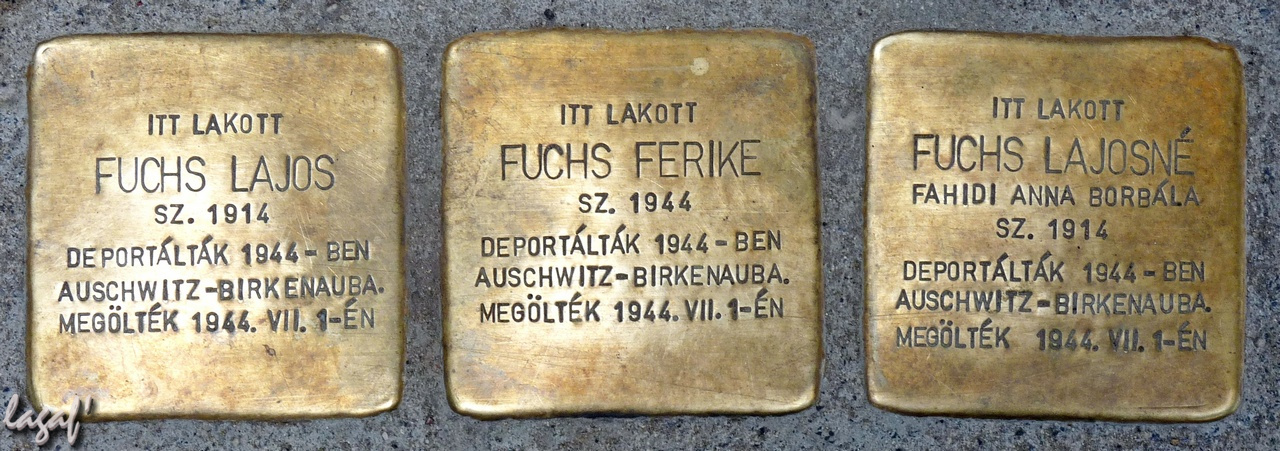 ITT LAKOTT
FUCHS LAJOS
SZ. 1914
DEPORTÁLTÁK 1944-BEN
AUSCHWITZ-BIRKENAUBA.
MEGÖLTÉK 1944. VII. 1-ÉN
ITT LAKOTT
FUCHS FERIKE
SZ. 1944
DEPORTÁLTÁK 1944-BEN
AUSCHWITZ-BIRKENAUBA.
MEGÖLTÉK 1944. VII. 1-ÉN
ITT LAKOTT
FUCHS LAJOSNÉ
FAHIDI ANNA BORBÁLA
SZ. 1914
DEPORTÁLTÁK 1944-BEN
AUSCHWITZ-BIRKENAUBA.
MEGÖLTÉK 1944. VII. 1-ÉN
lagaf'